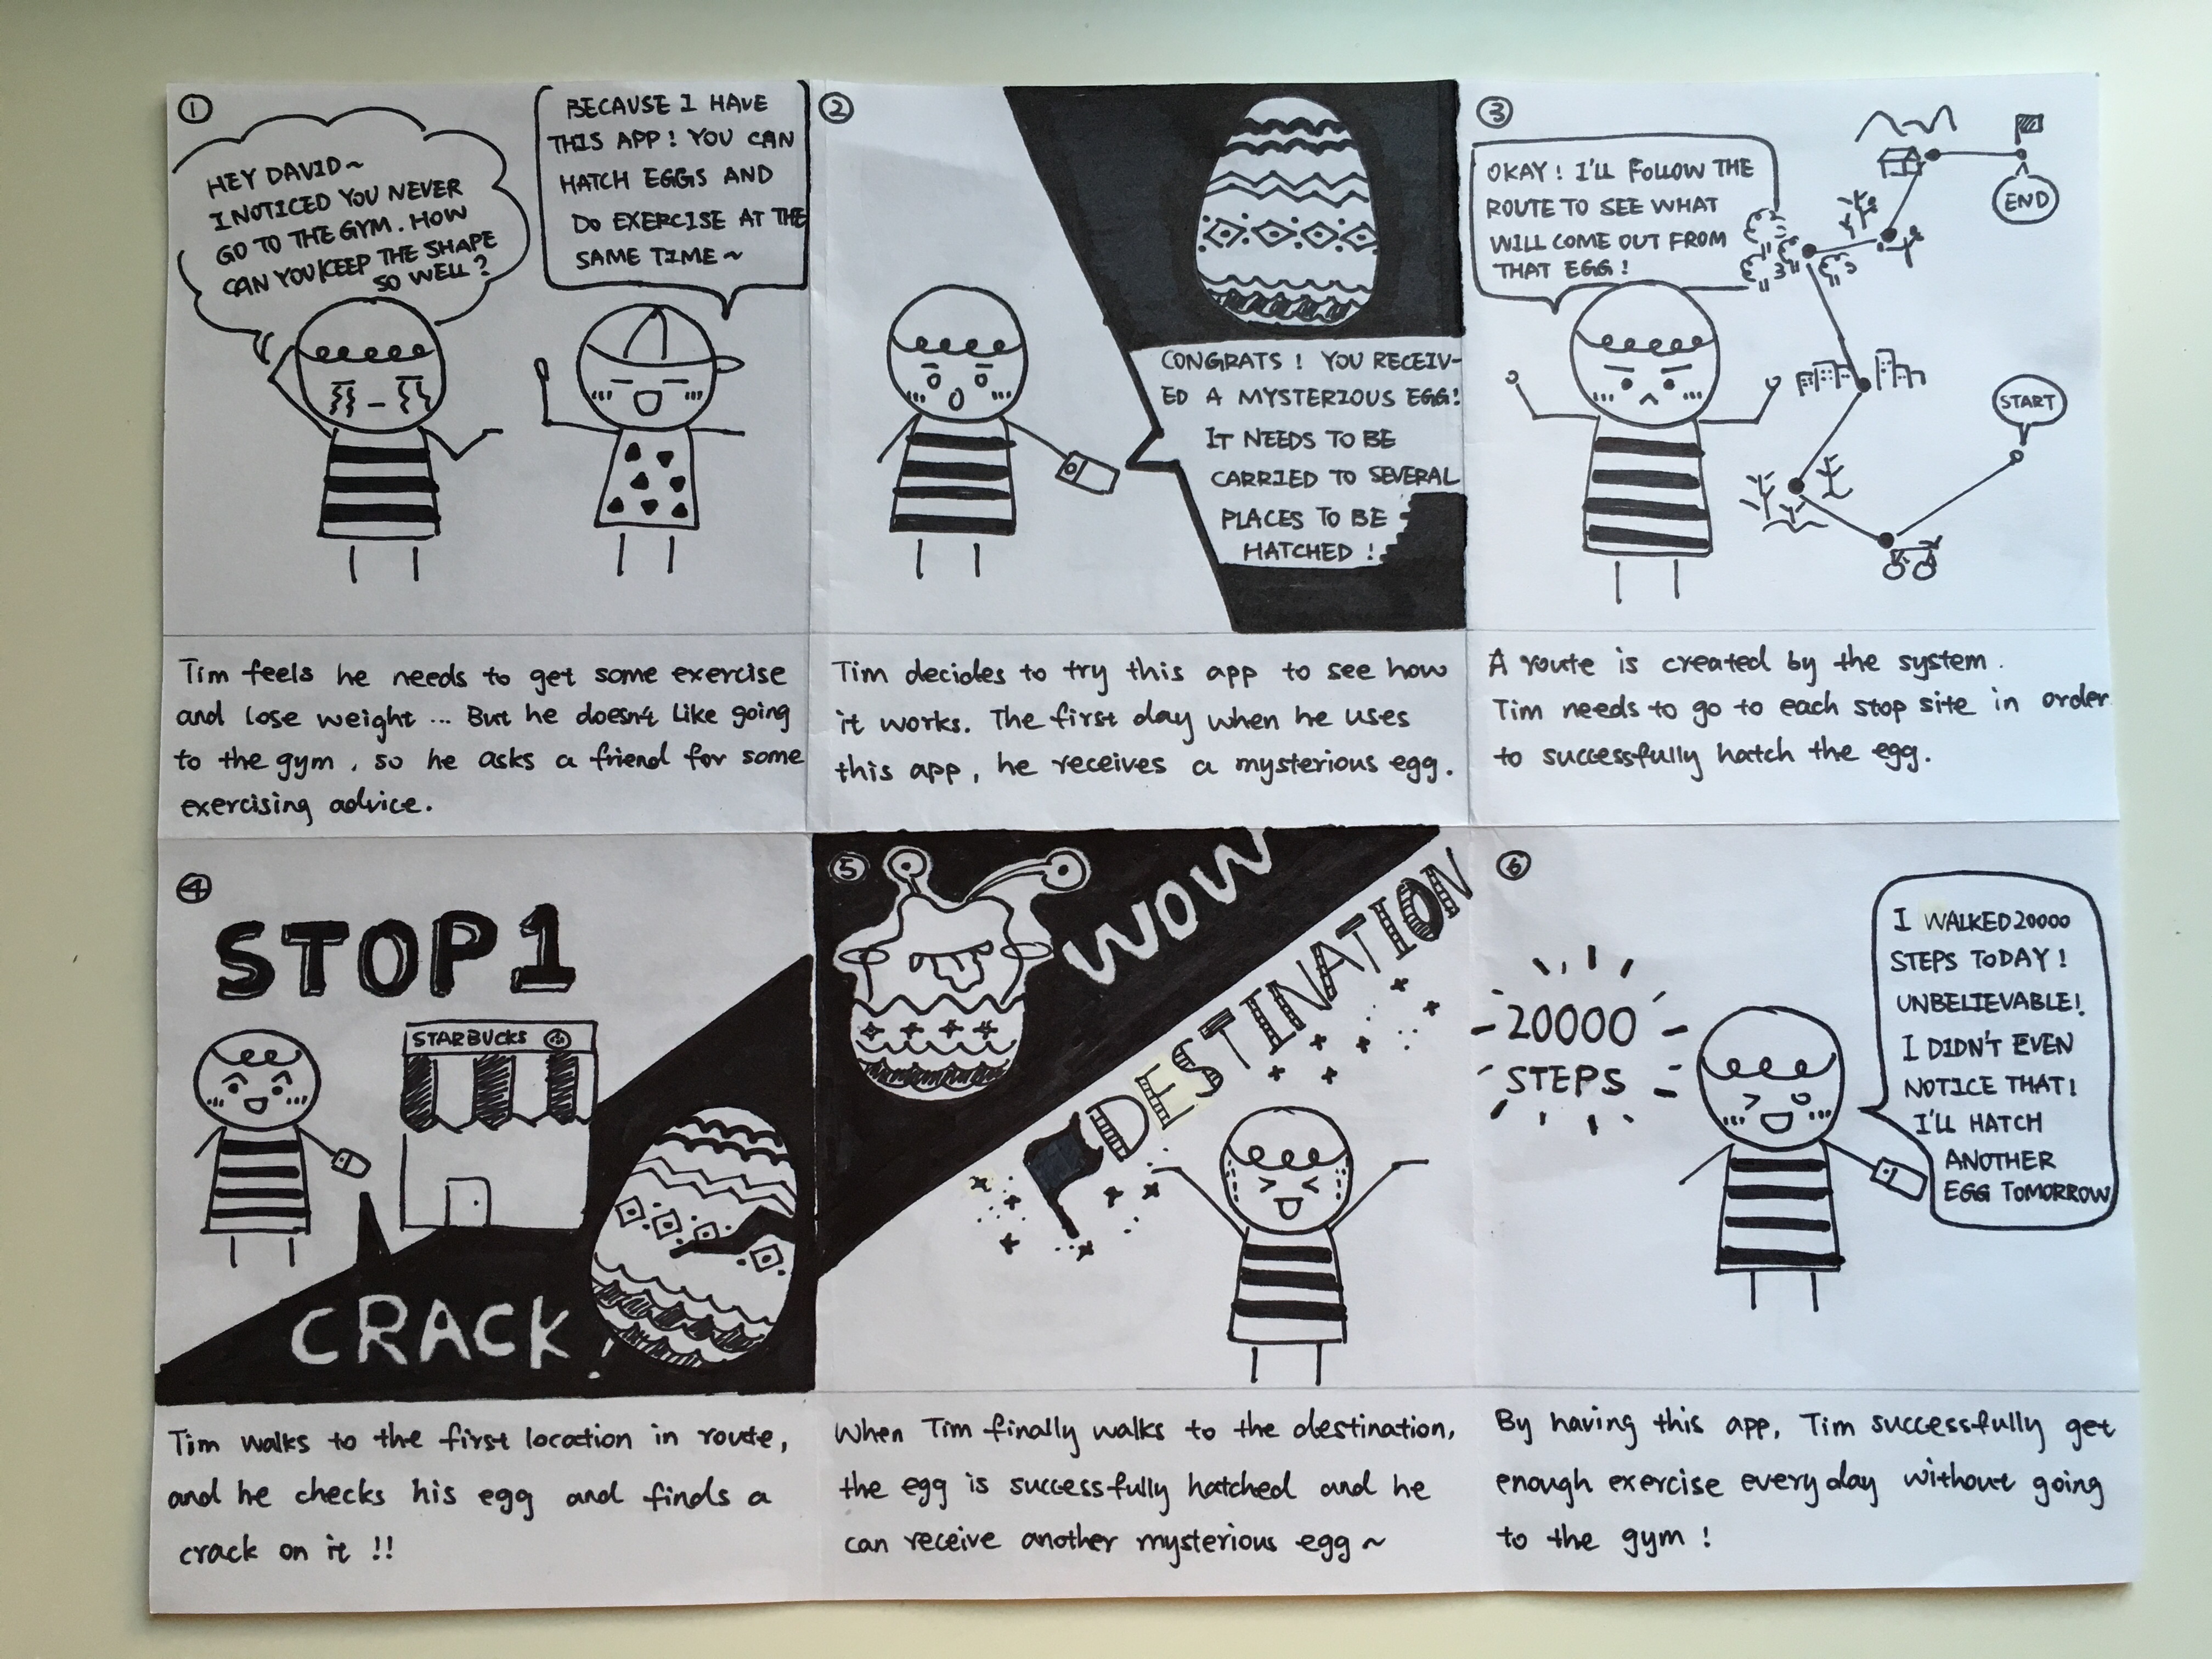 ①
HEY DAVID~
I NOTICED YOU NEVER
GO TO THE GYM. HOW
CAN YOU KEEP THE SHAPE
SO WELL?
BECAUSE I HAVE
THIS APP! YOU CAN
HATCH EGGS AND
DO EXERCISE AT THE
SAME TIME~
Tim feels he needs to get some exercise
and lose weight ... But he doesn't like going
to the gym, so he asks a friend for some
exercising advice.
②
CONGRATS! YOU RECEIV-
ED A MYSTERIOUS EGG!
IT NEEDS TO BE
CARRIED TO SEVERAL
PLACES TO BE
HATCHED!
Tim decides to try this app to see how
it works. The first day when he uses
this app, he receives a mysterious egg.
③
OKAY! I'LL FOLLOW THE
ROUTE TO SEE WHAT
WILL COME OUT FROM
THAT EGG!
END
START
A route is created by the system.
Tim needs to go to each stop site in order
to successfully hatch the egg.
④
STOP 1
STARBUCKS
CRACK!
Tim walks to the first location in route,
and he checks his egg and finds a
crack on it !!
⑤
WOW
DESTINATION
When Tim finally walks to the destination,
the egg is successfully hatched and he
can receive another mysterious egg~
⑥
20000
STEPS
I WALKED 20000
STEPS TODAY!
UNBELIEVABLE!
I DIDN'T EVEN
NOTICE THAT!
I'LL HATCH
ANOTHER
EGG TOMORROW
By having this app, Tim successfully get
enough exercise every day without going
to the gym!